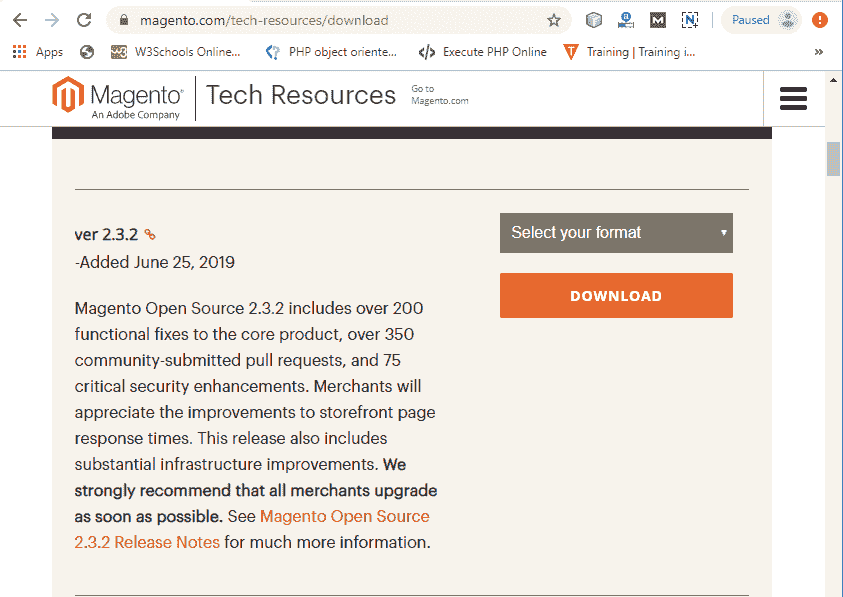 magento.com/tech-resources/download
Paused
Apps
W3Schools Online...
PHP object oriente...
Execute PHP Online
Training | Training i...
»
Magento®
An Adobe Company
Tech Resources
Go to
Magento.com
ver 2.3.2
-Added June 25, 2019
Select your format
DOWNLOAD
Magento Open Source 2.3.2 includes over 200
functional fixes to the core product, over 350
community-submitted pull requests, and 75
critical security enhancements. Merchants will
appreciate the improvements to storefront page
response times. This release also includes
substantial infrastructure improvements. We
strongly recommend that all merchants upgrade
as soon as possible. See Magento Open Source
2.3.2 Release Notes for much more information.